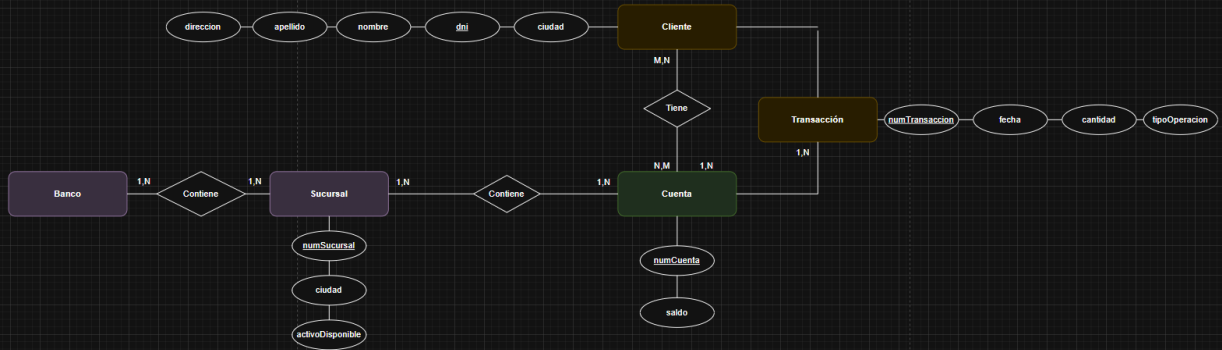 direccion
apellido
nombre
dni
ciudad
Cliente
M,N
Tiene
Transacción
numTransaccion
fecha
cantidad
tipoOperacion
1,N
N,M
1,N
Banco
1,N
Contiene
1,N
Sucursal
1,N
Contiene
1,N
Cuenta
numSucursal
ciudad
activoDisponible
numCuenta
saldo